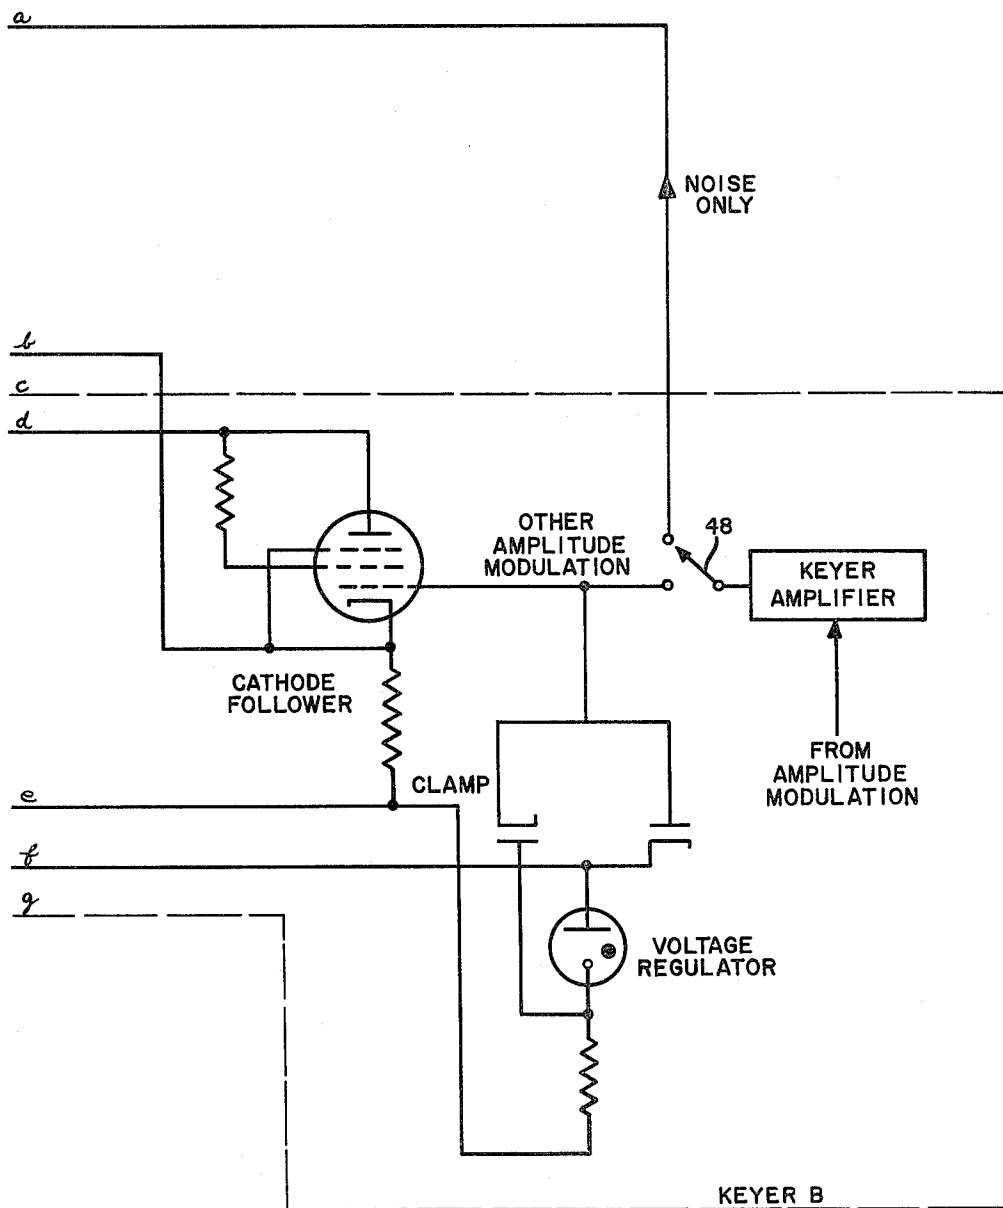 a
NOISE
ONLY
b
c
d
OTHER
AMPLITUDE
MODULATION
48
KEYER
AMPLIFIER
CATHODE
FOLLOWER
FROM
AMPLITUDE
MODULATION
CLAMP
e
f
g
VOLTAGE
REGULATOR
KEYER B